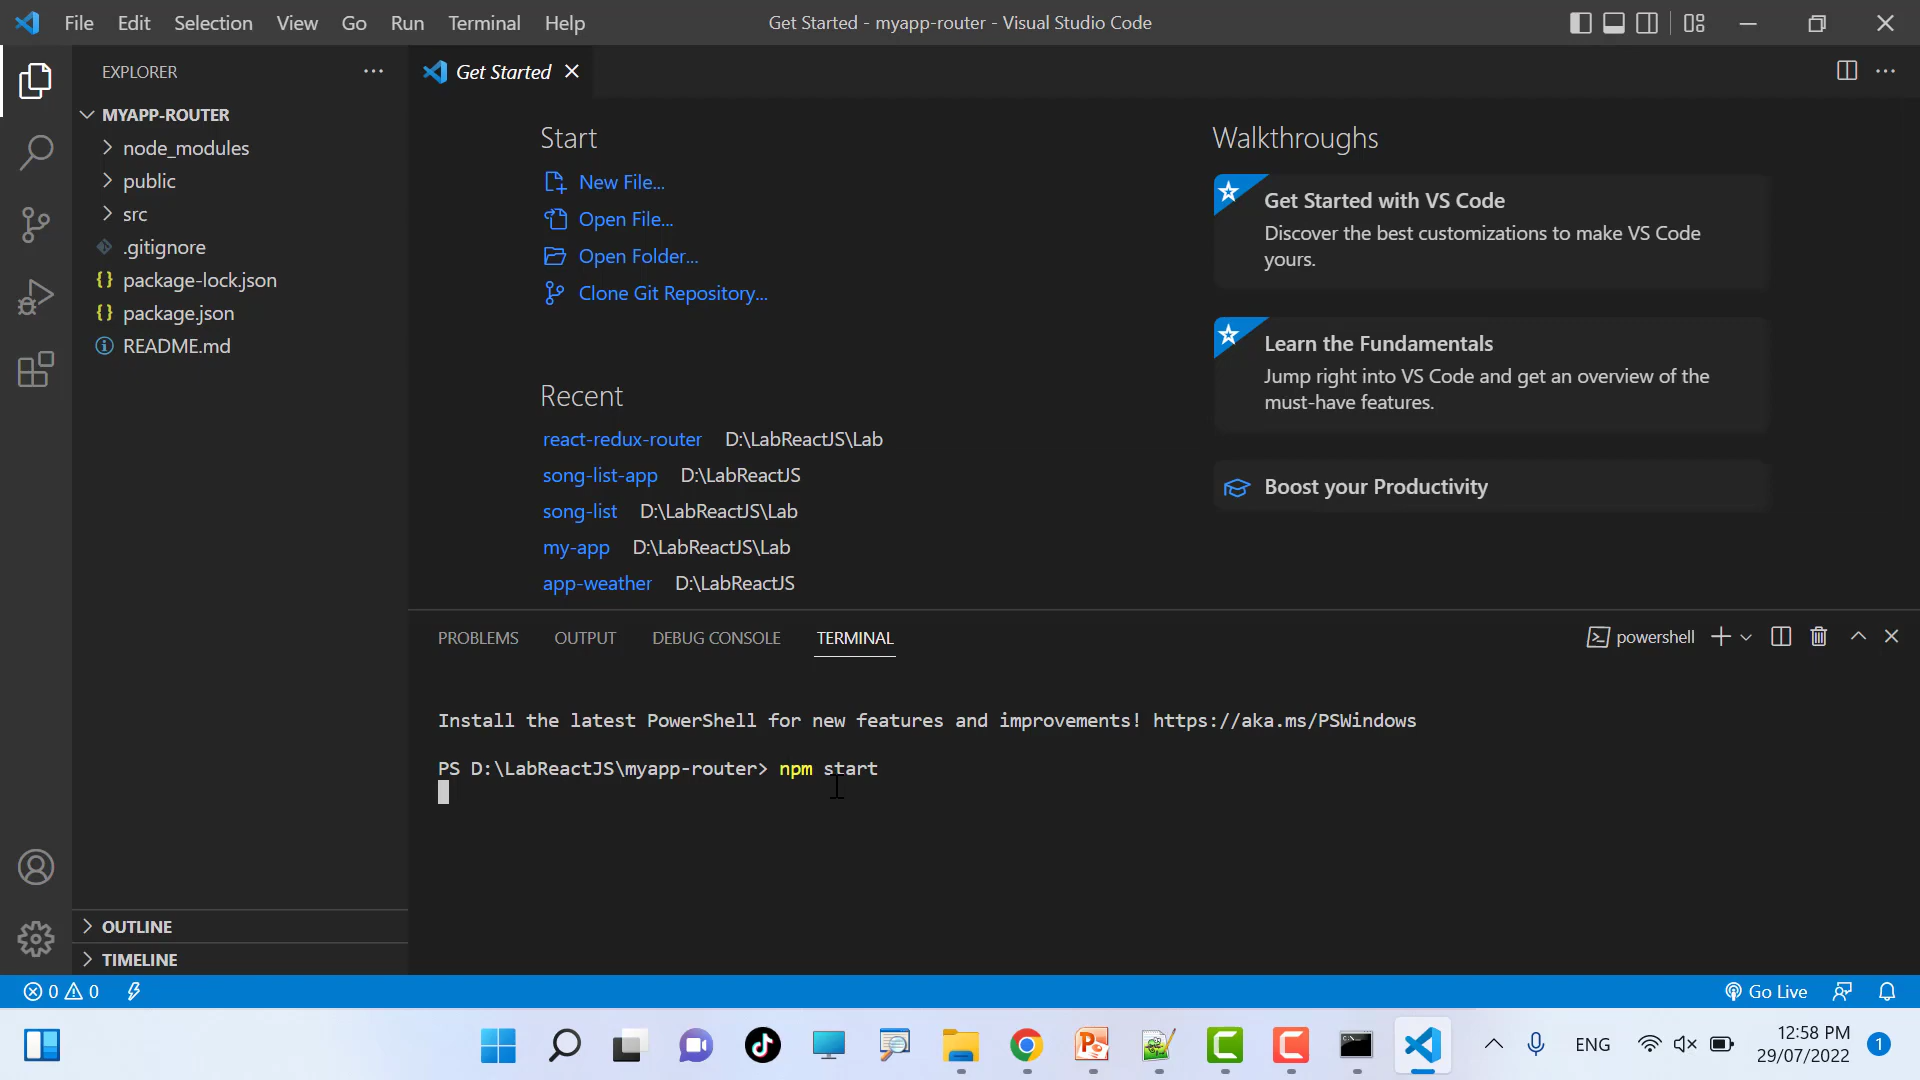 File Edit Selection View Go Run Terminal Help
Get Started - myapp-router - Visual Studio Code
EXPLORER
MYAPP-ROUTER
node_modules
public
src
.gitignore
package-lock.json
package.json
README.md
OUTLINE
TIMELINE
Get Started
Start
New File...
Open File...
Open Folder...
Clone Git Repository...
Recent
react-redux-router D:\LabReactJS\Lab
song-list-app D:\LabReactJS
song-list D:\LabReactJS\Lab
my-app D:\LabReactJS\Lab
app-weather D:\LabReactJS
Walkthroughs
Get Started with VS Code
Discover the best customizations to make VS Code
yours.
Learn the Fundamentals
Jump right into VS Code and get an overview of the
must-have features.
Boost your Productivity
PROBLEMS OUTPUT DEBUG CONSOLE TERMINAL
powershell
Install the latest PowerShell for new features and improvements! https://aka.ms/PSWindows
PS D:\LabReactJS\myapp-router> npm start
0 0
Go Live
ENG
12:58 PM
29/07/2022
1